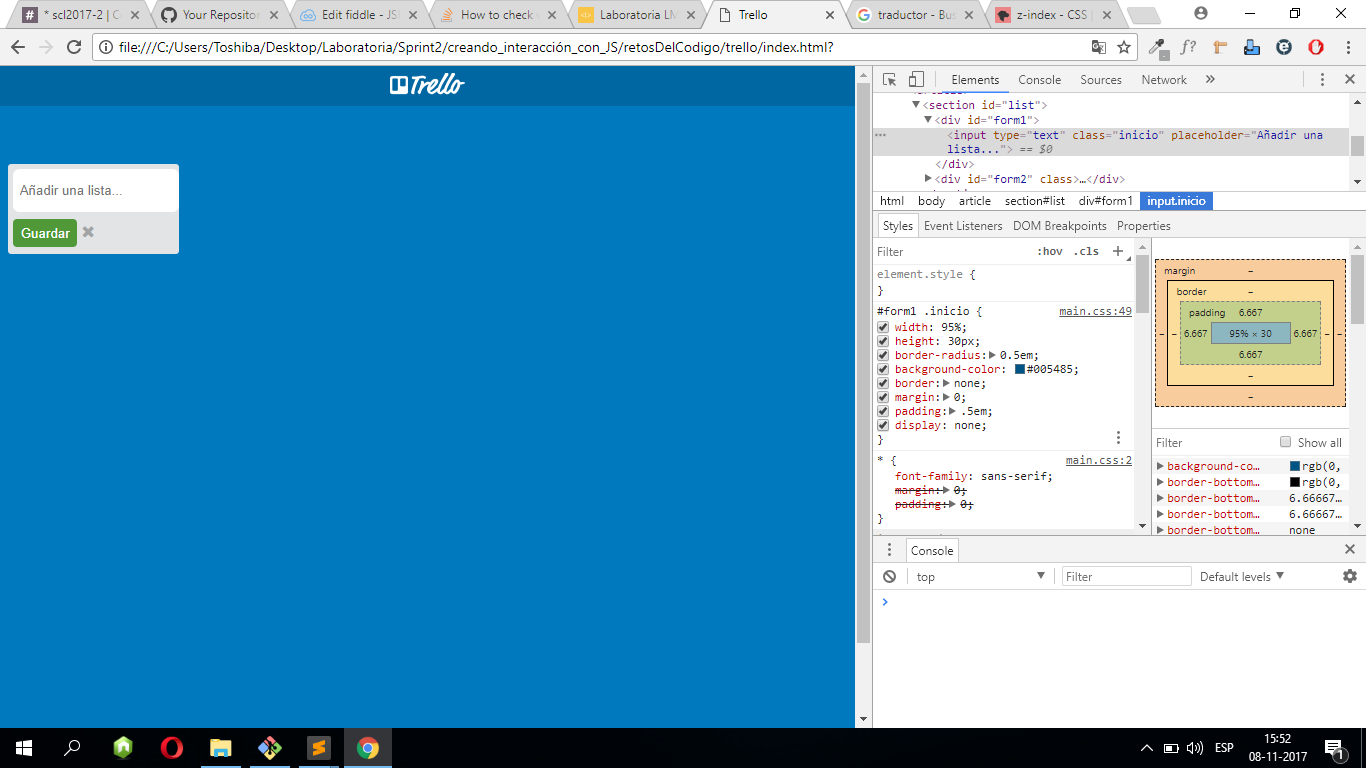 * scl2017-2 | C
Your Repositor
Edit fiddle - JS
How to check
Laboratoria LM
Trello
traductor - Bus
z-index - CSS |
file:///C:/Users/Toshiba/Desktop/Laboratoria/Sprint2/creando_interacción_con_JS/retosDelCodigo/trello/index.html?
f?
Trello
Añadir una lista...
Guardar
Elements Console Sources Network »
<section id="list">
<div id="form1">
<input type="text" class="inicio" placeholder="Añadir una
lista..."> == $0
</div>
<div id="form2" class>…</div>
html body article section#list div#form1 input.inicio
Styles Event Listeners DOM Breakpoints Properties
Filter :hov .cls +
element.style {
}
#form1 .inicio { main.css:49
width: 95%;
height: 30px;
border-radius: 0.5em;
background-color: #005485;
border: none;
margin: 0;
padding: .5em;
display: none;
}
* { main.css:2
font-family: sans-serif;
margin: 0;
padding: 0;
}
margin –
border –
padding 6.667
– – 6.667 95% × 30 6.667 – –
6.667
–
–
Filter Show all
background-co… rgb(0,
border-bottom… rgb(0,
border-bottom… 6.66667…
border-bottom… 6.66667…
border-bottom… none
Console
top Filter Default levels
>
ESP
15:52
08-11-2017
1